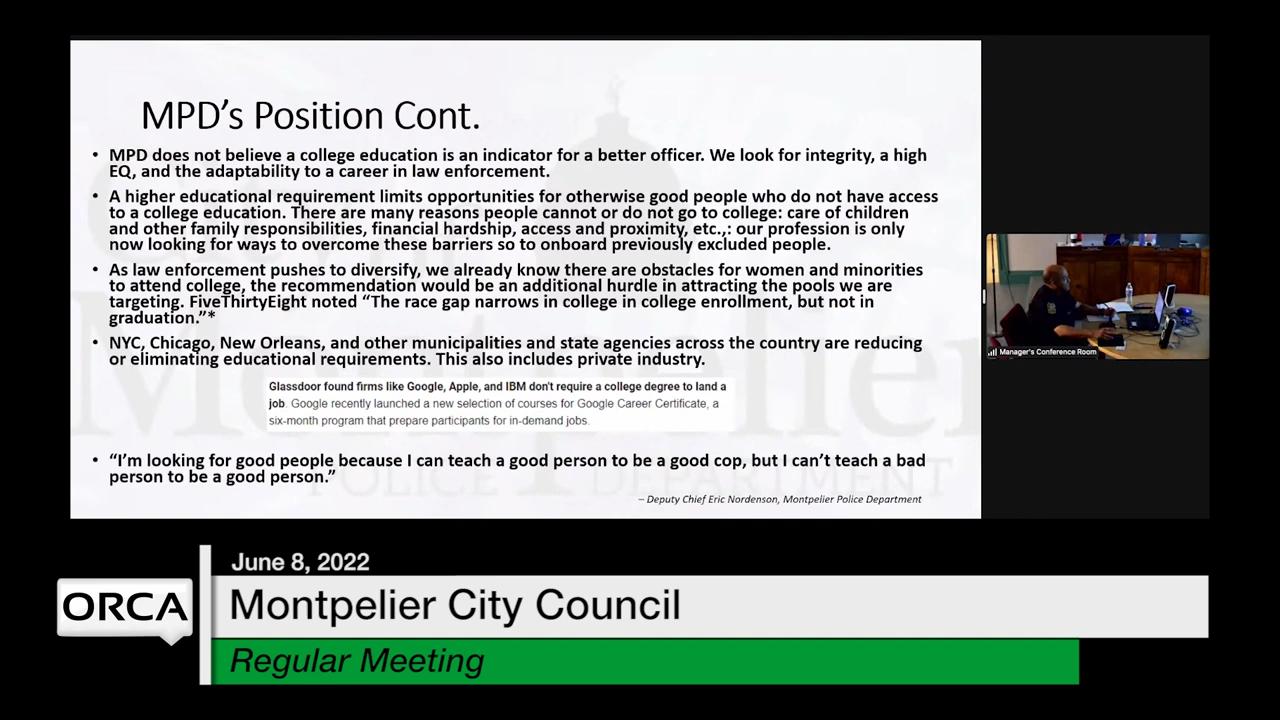 MPD's Position Cont.
• MPD does not believe a college education is an indicator for a better officer. We look for integrity, a high
EQ, and the adaptability to a career in law enforcement.
• A higher educational requirement limits opportunities for otherwise good people who do not have access
to a college education. There are many reasons people cannot or do not go to college: care of children
and other family responsibilities, financial hardship, access and proximity, etc.,: our profession is only
now looking for ways to overcome these barriers so to onboard previously excluded people.
• As law enforcement pushes to diversify, we already know there are obstacles for women and minorities
to attend college, the recommendation would be an additional hurdle in attracting the pools we are
targeting. FiveThirtyEight noted “The race gap narrows in college in college enrollment, but not in
graduation.”*
• NYC, Chicago, New Orleans, and other municipalities and state agencies across the country are reducing
or eliminating educational requirements. This also includes private industry.
Glassdoor found firms like Google, Apple, and IBM don't require a college degree to land a
job. Google recently launched a new selection of courses for Google Career Certificate, a
six-month program that prepare participants for in-demand jobs.
• “I'm looking for good people because I can teach a good person to be a good cop, but I can't teach a bad
person to be a good person.”
– Deputy Chief Eric Nordenson, Montpelier Police Department
Manager's Conference Room
June 8, 2022
ORCA
Montpelier City Council
Regular Meeting